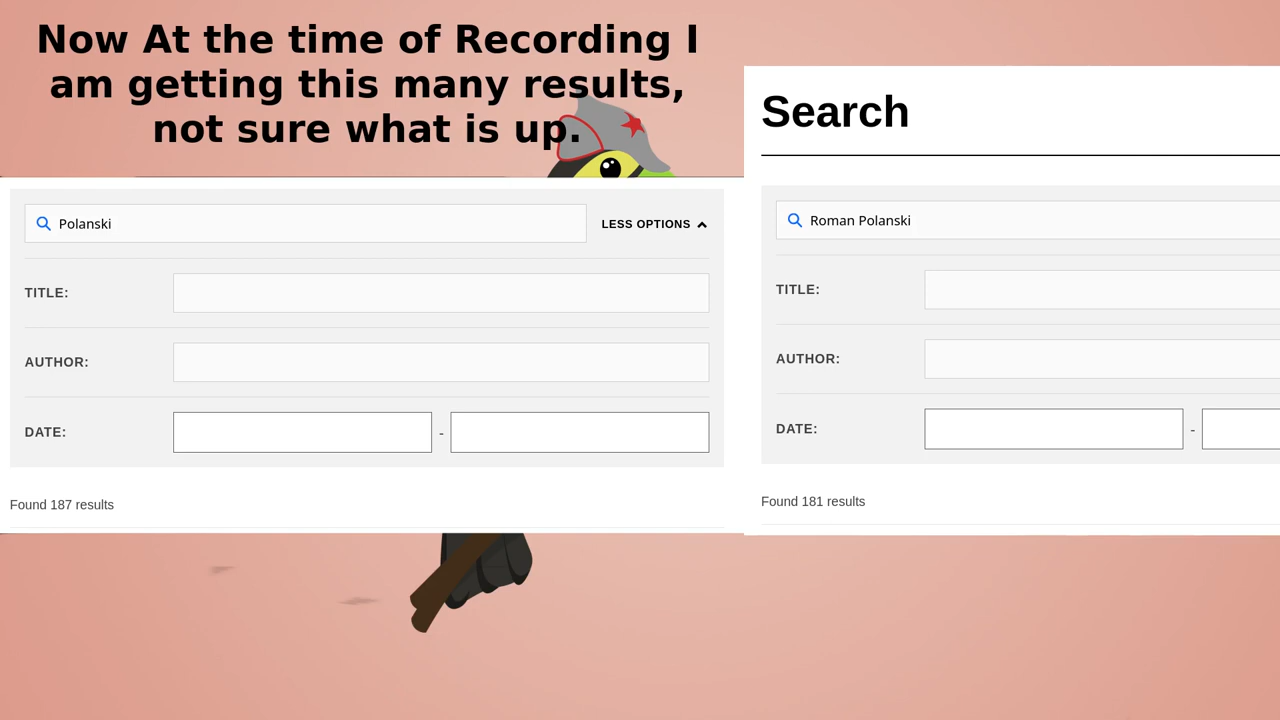 Now At the time of Recording I
am getting this many results,
not sure what is up.
Polanski
LESS OPTIONS
TITLE:
AUTHOR:
DATE:
-
Found 187 results
Search
Roman Polanski
TITLE:
AUTHOR:
DATE:
-
Found 181 results